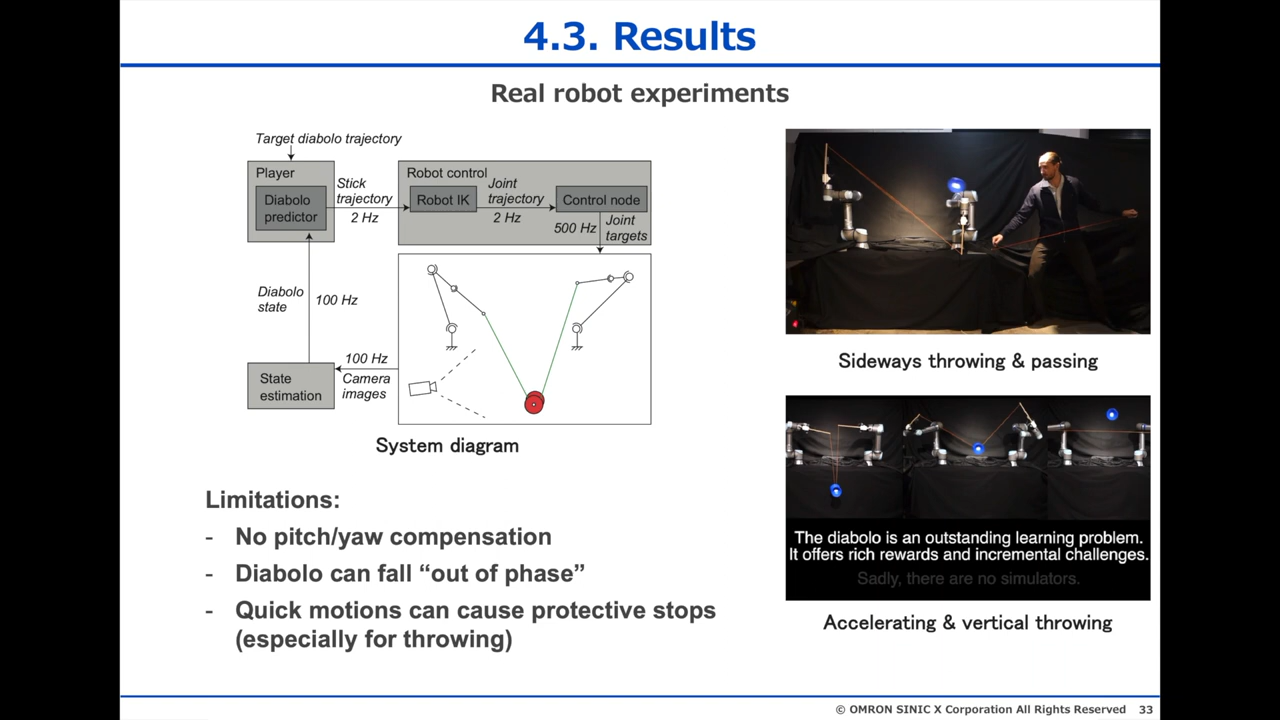 4.3. Results
Real robot experiments
Target diabolo trajectory
Player
Diabolo
predictor
Stick
trajectory
2 Hz
Robot control
Robot IK
Joint
trajectory
2 Hz
Control node
500 Hz
Joint
targets
Diabolo
state
100 Hz
State
estimation
100 Hz
Camera
images
System diagram
Limitations:
- No pitch/yaw compensation
- Diabolo can fall “out of phase”
- Quick motions can cause protective stops
(especially for throwing)
Sideways throwing & passing
The diabolo is an outstanding learning problem.
It offers rich rewards and incremental challenges.
Sadly, there are no simulators.
Accelerating & vertical throwing
© OMRON SINIC X Corporation All Rights Reserved 33